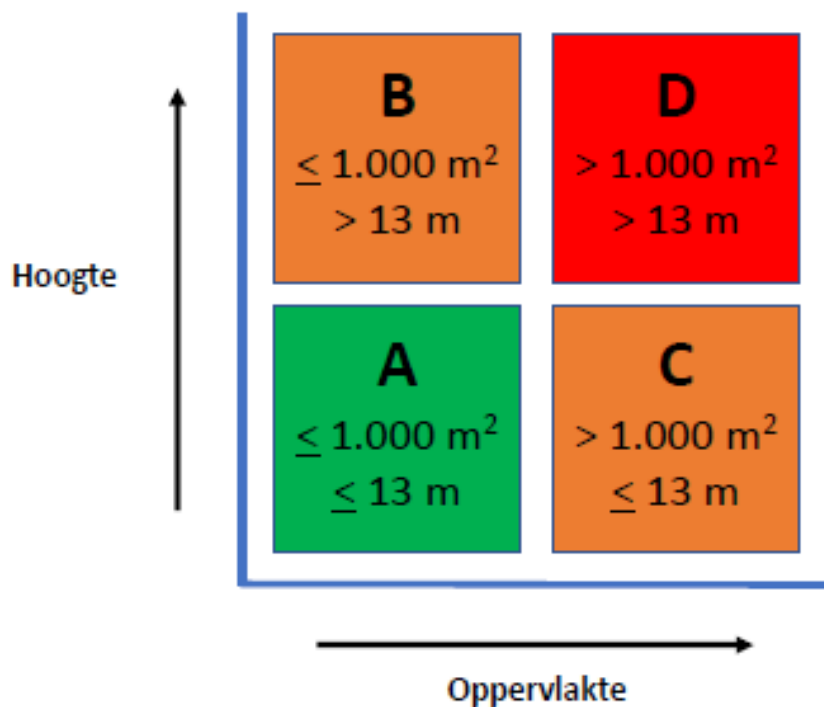 B
≤ 1.000 m²
> 13 m
D
> 1.000 m²
> 13 m
Hoogte
A
≤ 1.000 m²
≤ 13 m
C
> 1.000 m²
≤ 13 m
Oppervlakte